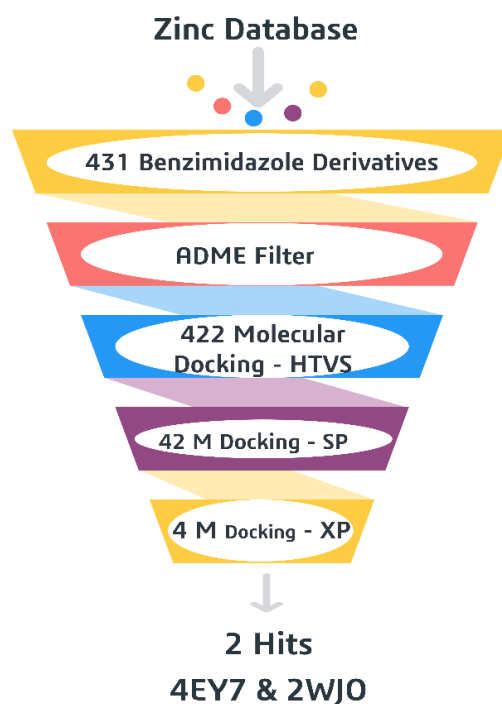 Zinc Database
431 Benzimidazole Derivatives
ADME Filter
422 Molecular
Docking - HTVS
42 M Docking - SP
4 M Docking - XP
2 Hits
4EY7 & 2WJO